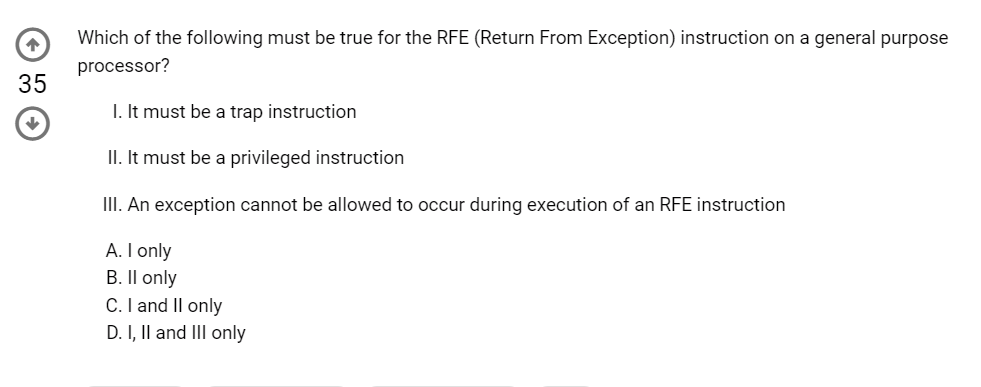 Which of the following must be true for the RFE (Return From Exception) instruction on a general purpose
processor?
35
I. It must be a trap instruction
II. It must be a privileged instruction
III. An exception cannot be allowed to occur during execution of an RFE instruction
A. I only
B. II only
C. I and II only
D. I, II and III only